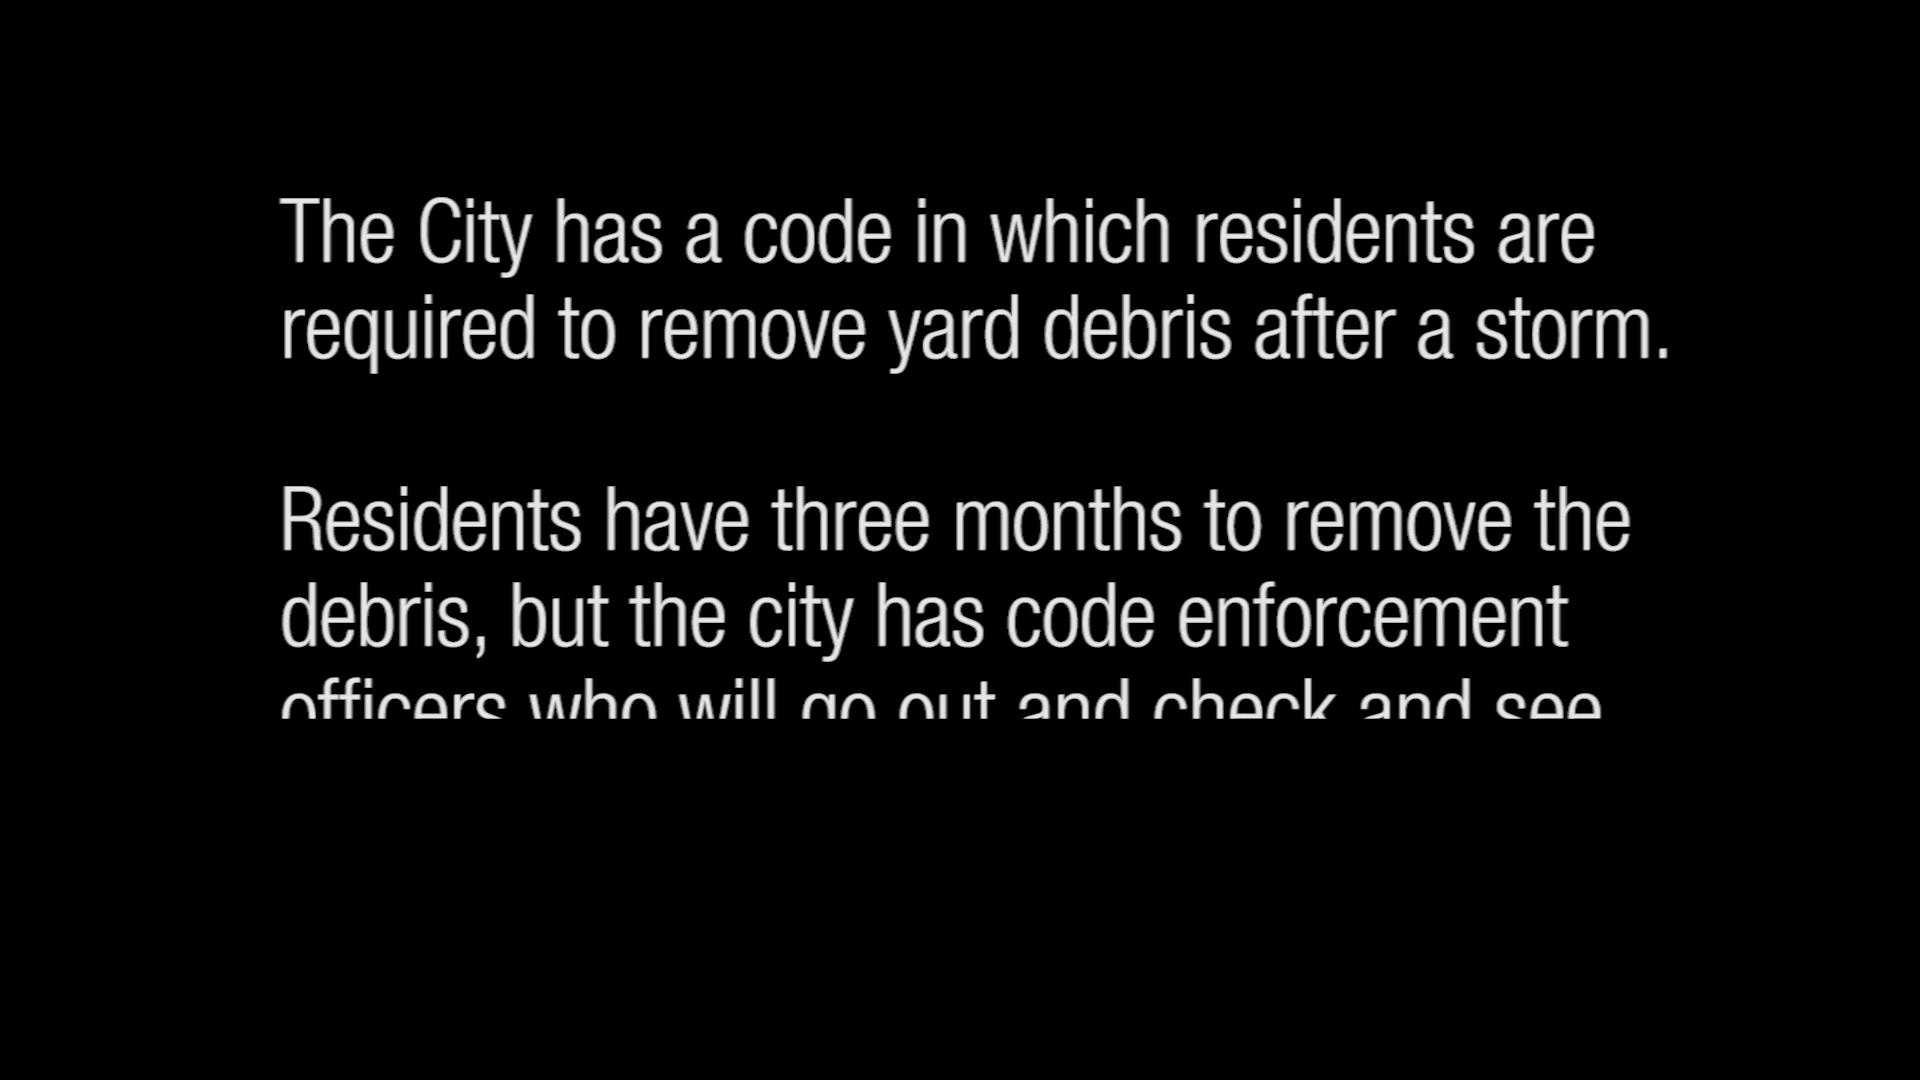 The City has a code in which residents are
required to remove yard debris after a storm.
Residents have three months to remove the
debris, but the city has code enforcement
officers who will go out and check and see